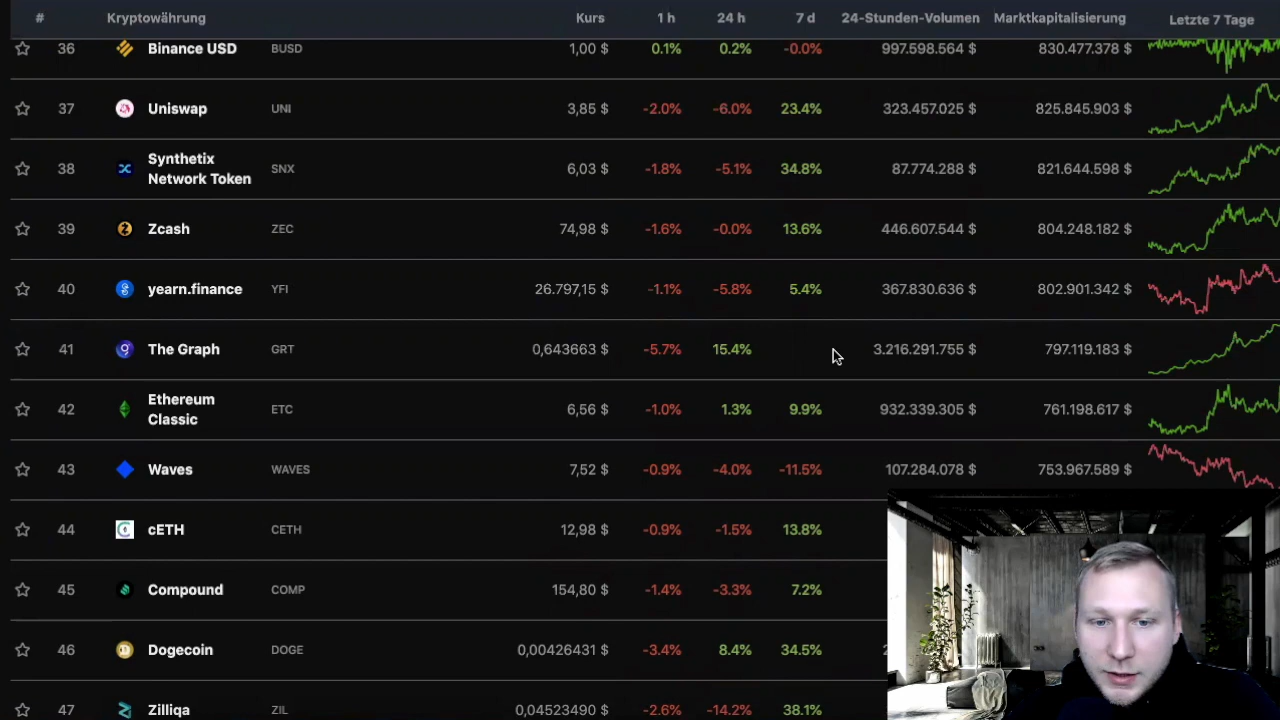 # Kryptowährung Kurs 1 h 24 h 7 d 24-Stunden-Volumen Marktkapitalisierung Letzte 7 Tage
36 Binance USD BUSD 1,00 $ 0.1% 0.2% -0.0% 997.598.564 $ 830.477.378 $
37 Uniswap UNI 3,85 $ -2.0% -6.0% 23.4% 323.457.025 $ 825.845.903 $
38 Synthetix
Network Token SNX 6,03 $ -1.8% -5.1% 34.8% 87.774.288 $ 821.644.598 $
39 Zcash ZEC 74,98 $ -1.6% -0.0% 13.6% 446.607.544 $ 804.248.182 $
40 yearn.finance YFI 26.797,15 $ -1.1% -5.8% 5.4% 367.830.636 $ 802.901.342 $
41 The Graph GRT 0,643663 $ -5.7% 15.4% 3.216.291.755 $ 797.119.183 $
42 Ethereum
Classic ETC 6,56 $ -1.0% 1.3% 9.9% 932.339.305 $ 761.198.617 $
43 Waves WAVES 7,52 $ -0.9% -4.0% -11.5% 107.284.078 $ 753.967.589 $
44 cETH CETH 12,98 $ -0.9% -1.5% 13.8%
45 Compound COMP 154,80 $ -1.4% -3.3% 7.2%
46 Dogecoin DOGE 0,00426431 $ -3.4% 8.4% 34.5%
47 Zilliqa ZIL 0,04523490 $ -2.6% -14.2% 38.1%